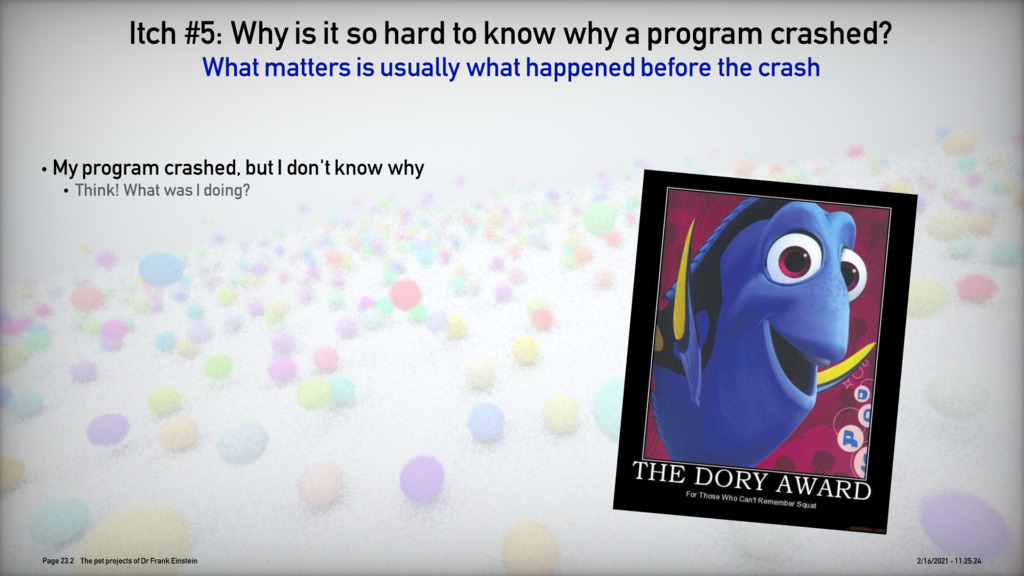 Itch #5: Why is it so hard to know why a program crashed?
What matters is usually what happened before the crash
• My program crashed, but I don't know why
• Think! What was I doing?
D
R
THE DORY AWARD
For Those Who Can't Remember Squat
Page 23.2 The pet projects of Dr Frank Einstein
2/16/2021 - 11:25:24